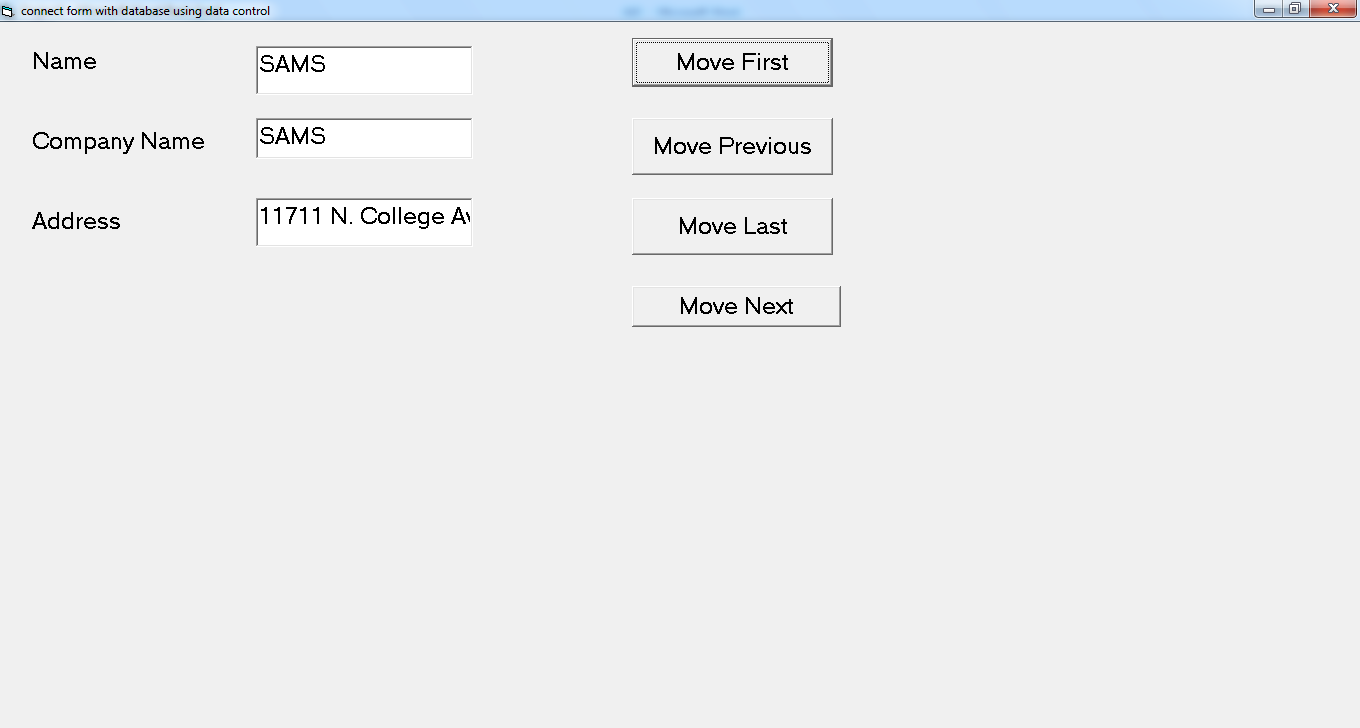 connect form with database using data control
Name
SAMS
Move First
Company Name
SAMS
Move Previous
Address
11711 N. College Av
Move Last
Move Next